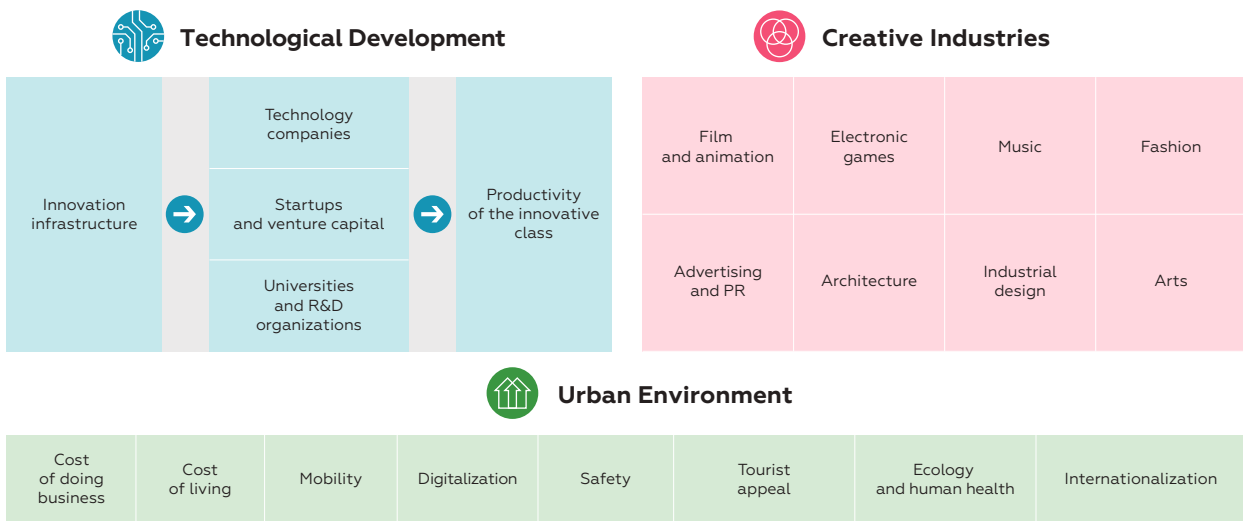 Technological Development
Innovation
infrastructure
Technology
companies
Startups
and venture capital
Universities
and R&D
organizations
Productivity
of the innovative
class
Creative Industries
Film
and animation
Electronic
games
Music
Fashion
Advertising
and PR
Architecture
Industrial
design
Arts
Urban Environment
Cost
of doing
business
Cost
of living
Mobility
Digitalization
Safety
Tourist
appeal
Ecology
and human health
Internationalization